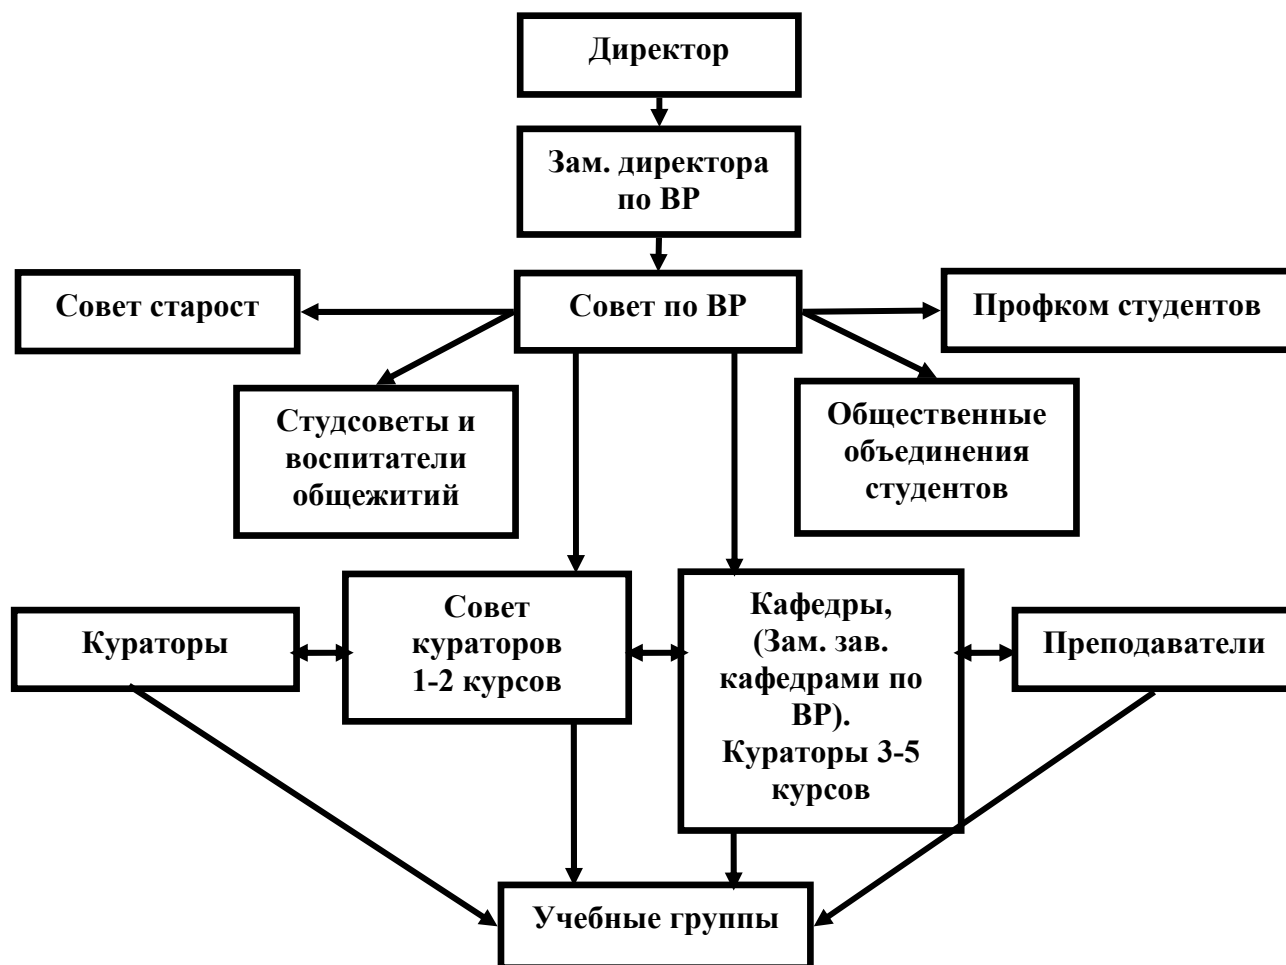 Директор
Зам. директора
по ВР
Совет старост
Совет по ВР
Профком студентов
Студсоветы и
воспитатели
общежитий
Общественные
объединения
студентов
Кураторы
Совет
кураторов
1-2 курсов
Кафедры,
(Зам. зав.
кафедрами по
ВР).
Кураторы 3-5
курсов
Преподаватели
Учебные группы